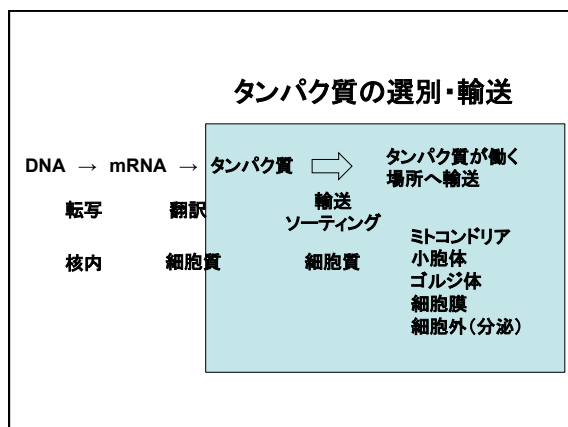 タンパク質の選別・輸送
DNA → mRNA → タンパク質 ⇨ タンパク質が働く
場所へ輸送
転写 翻訳 輸送
ソーティング
核内 細胞質 細胞質
ミトコンドリア
小胞体
ゴルジ体
細胞膜
細胞外(分泌)